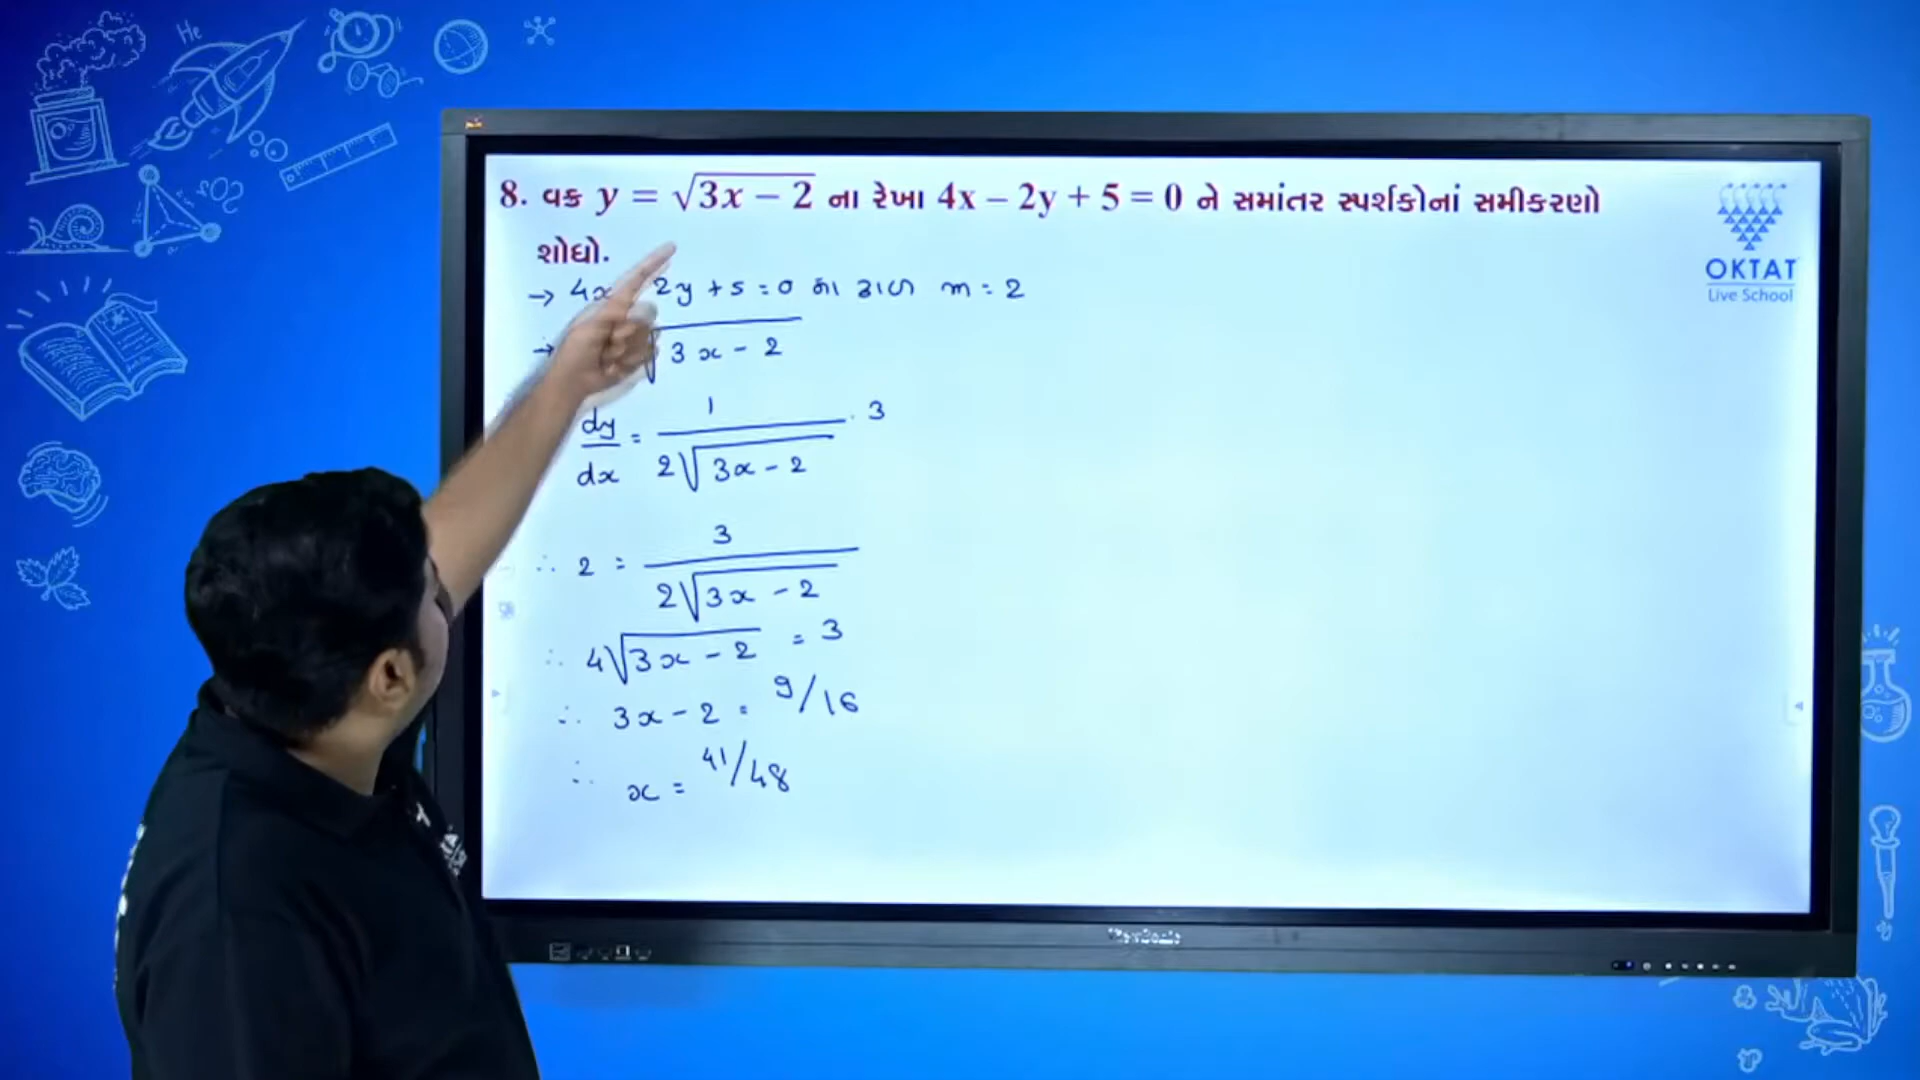 8. વક્ર y = √3x – 2 ના રેખા 4x – 2y + 5 = 0 ને સમાંતર સ્પર્શકોનાં સમીકરણો
શોધો.
OKTAT
Live School
→ 4x 2y + 5 = 0 ના ઢાળ m = 2
→ √3x - 2
dy/dx = 1/2√3x - 2 . 3
∴ 2 = 3/2√3x - 2
∴ 4√3x - 2 = 3
∴ 3x - 2 = 9/16
∴ x = 41/48
ViewSonic
He